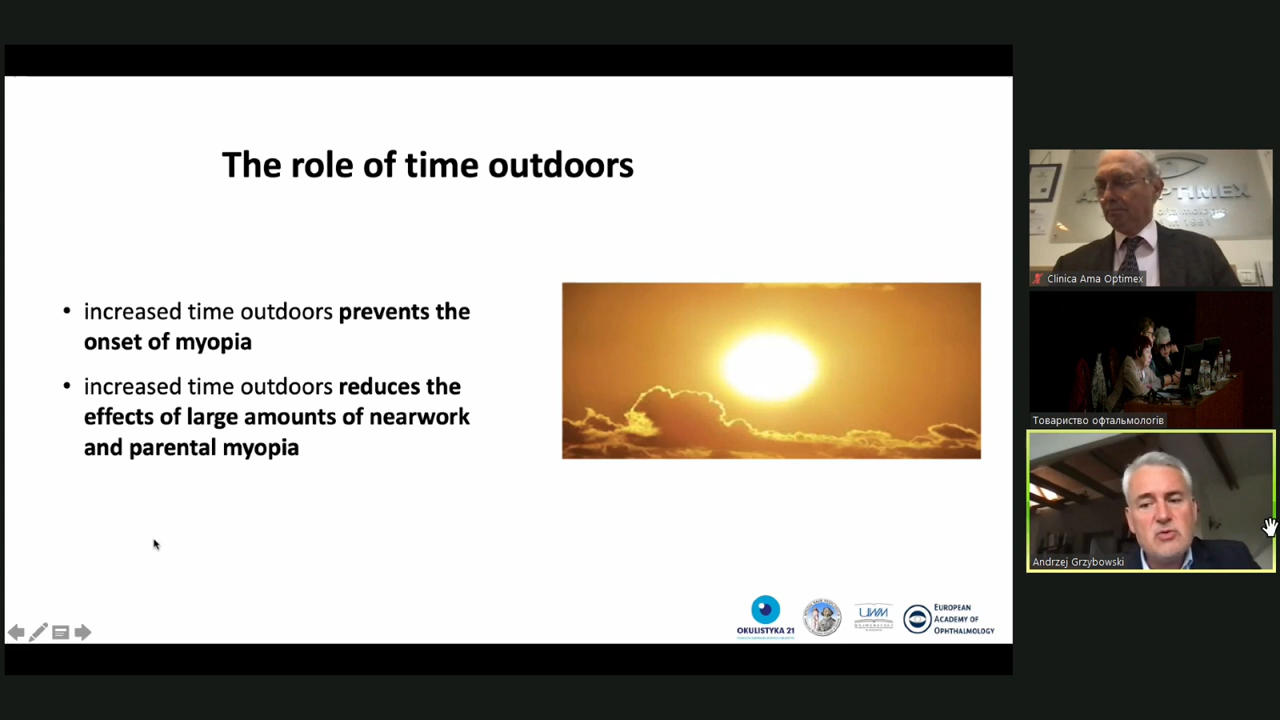 The role of time outdoors
• increased time outdoors prevents the
onset of myopia
• increased time outdoors reduces the
effects of large amounts of nearwork
and parental myopia
OKULISTYKA 21
UWM
EUROPEAN
ACADEMY OF
OPHTHALMOLOGY
OPTIMEX
Clinica Ama Optimex
Товариство офтальмологів
Andrzej Grzybowski